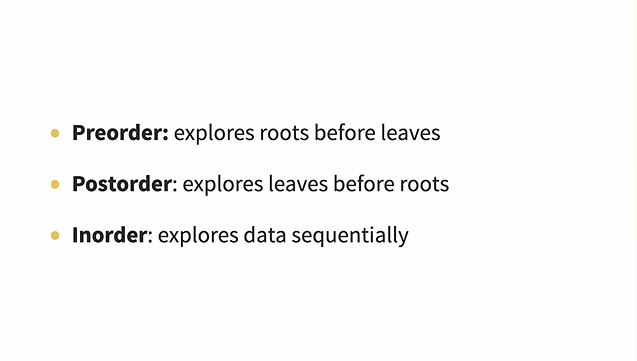 Preorder: explores roots before leaves
Postorder: explores leaves before roots
Inorder: explores data sequentially